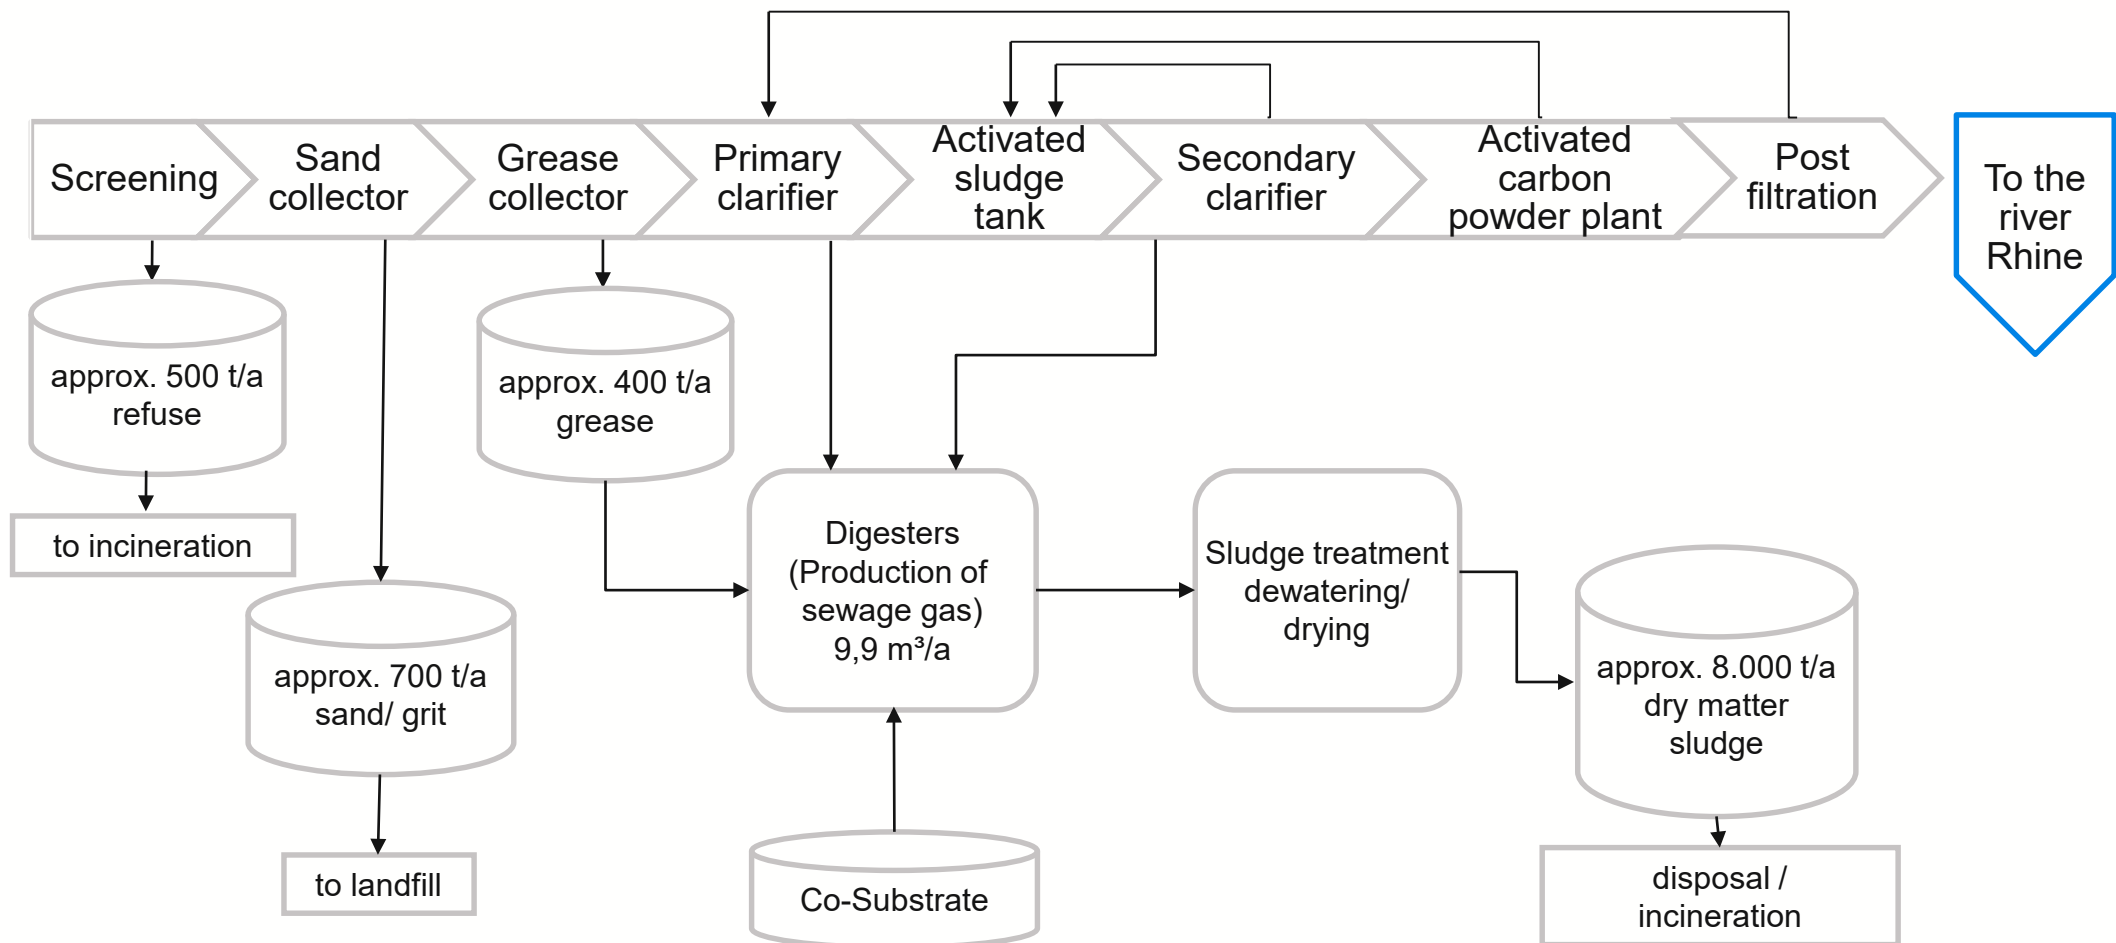 Screening
Sand
collector
Grease
collector
Primary
clarifier
Activated
sludge
tank
Secondary
clarifier
Activated
carbon
powder plant
Post
filtration
To the
river
Rhine
approx. 500 t/a
refuse
to incineration
approx. 700 t/a
sand/ grit
to landfill
approx. 400 t/a
grease
Digesters
(Production of
sewage gas)
9,9 m³/a
Co-Substrate
Sludge treatment
dewatering/
drying
approx. 8.000 t/a
dry matter
sludge
disposal /
incineration